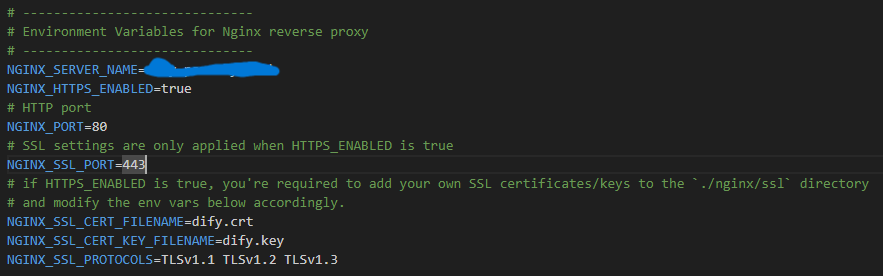 # ------------------------------
# Environment Variables for Nginx reverse proxy
# ------------------------------
NGINX_SERVER_NAME=
NGINX_HTTPS_ENABLED=true
# HTTP port
NGINX_PORT=80
# SSL settings are only applied when HTTPS_ENABLED is true
NGINX_SSL_PORT=443
# if HTTPS_ENABLED is true, you're required to add your own SSL certificates/keys to the `./nginx/ssl` directory
# and modify the env vars below accordingly.
NGINX_SSL_CERT_FILENAME=dify.crt
NGINX_SSL_CERT_KEY_FILENAME=dify.key
NGINX_SSL_PROTOCOLS=TLSv1.1 TLSv1.2 TLSv1.3